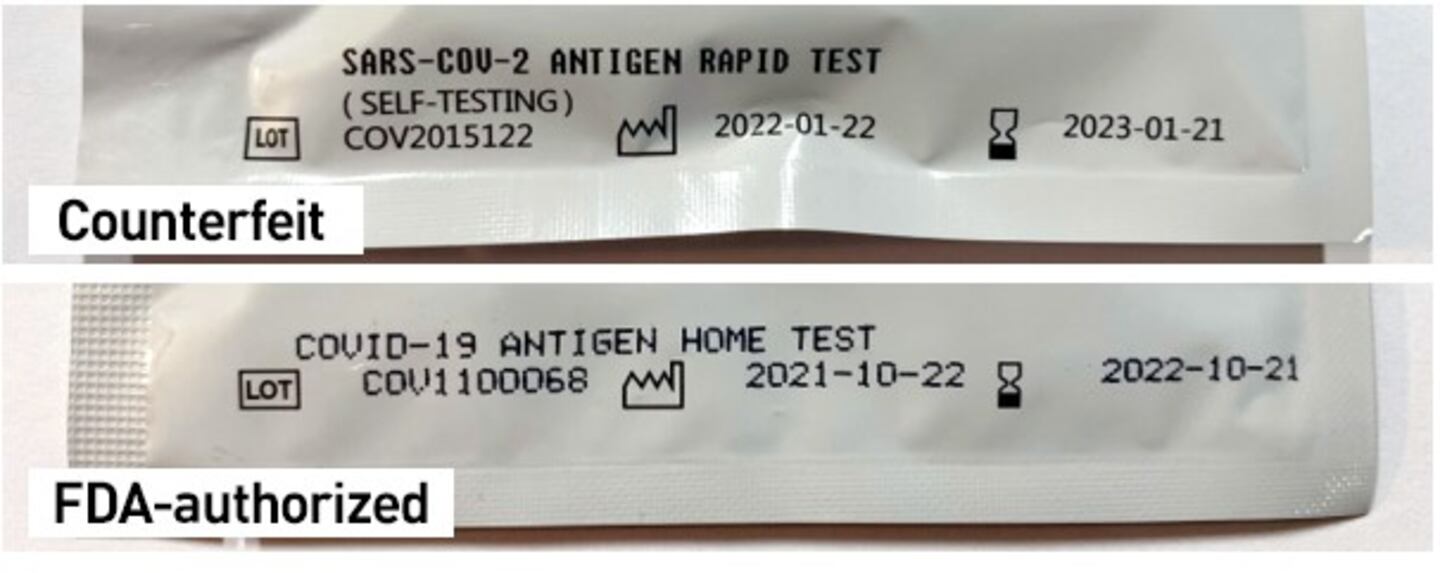 SARS-COV-2 ANTIGEN RAPID TEST
(SELF-TESTING)
LOT COV2015122 2022-01-22 2023-01-21
Counterfeit
COVID-19 ANTIGEN HOME TEST
LOT COV1100068 2021-10-22 2022-10-21
FDA-authorized